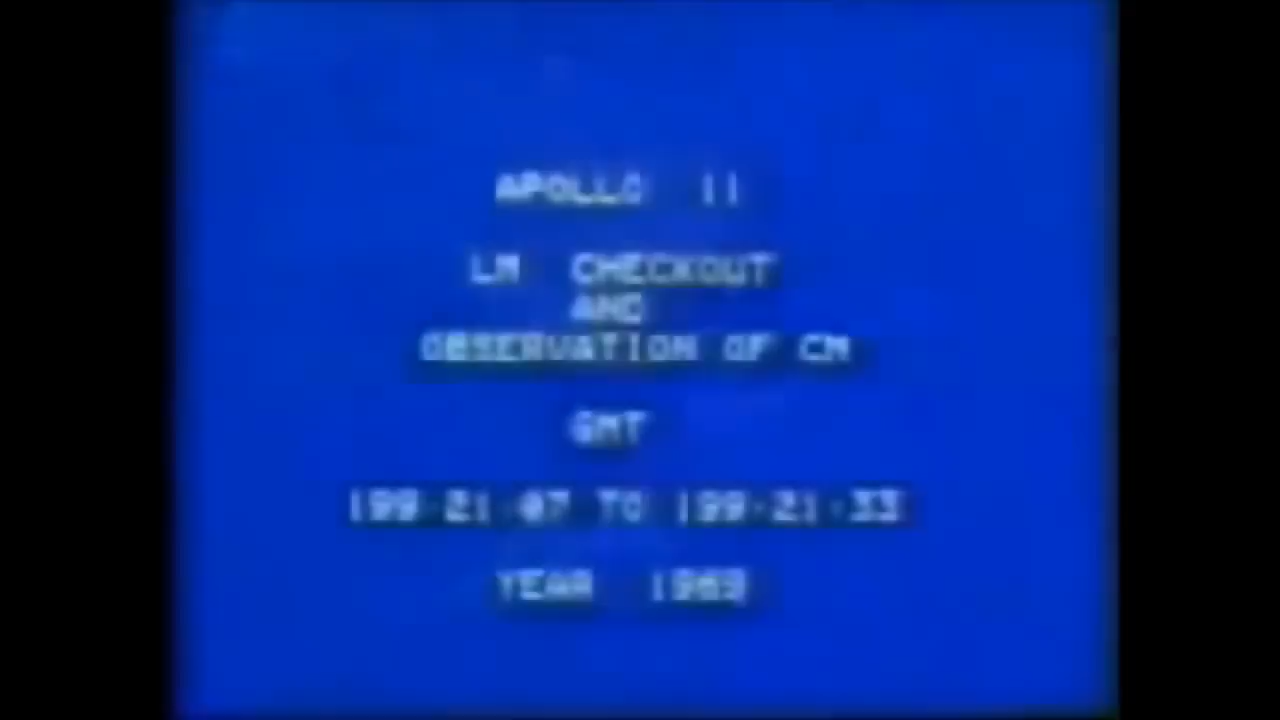 APOLLO 11
LM CHECKOUT
AND
OBSERVATION OF CM
GMT
199:21:07 TO 199:21:33
YEAR 1969